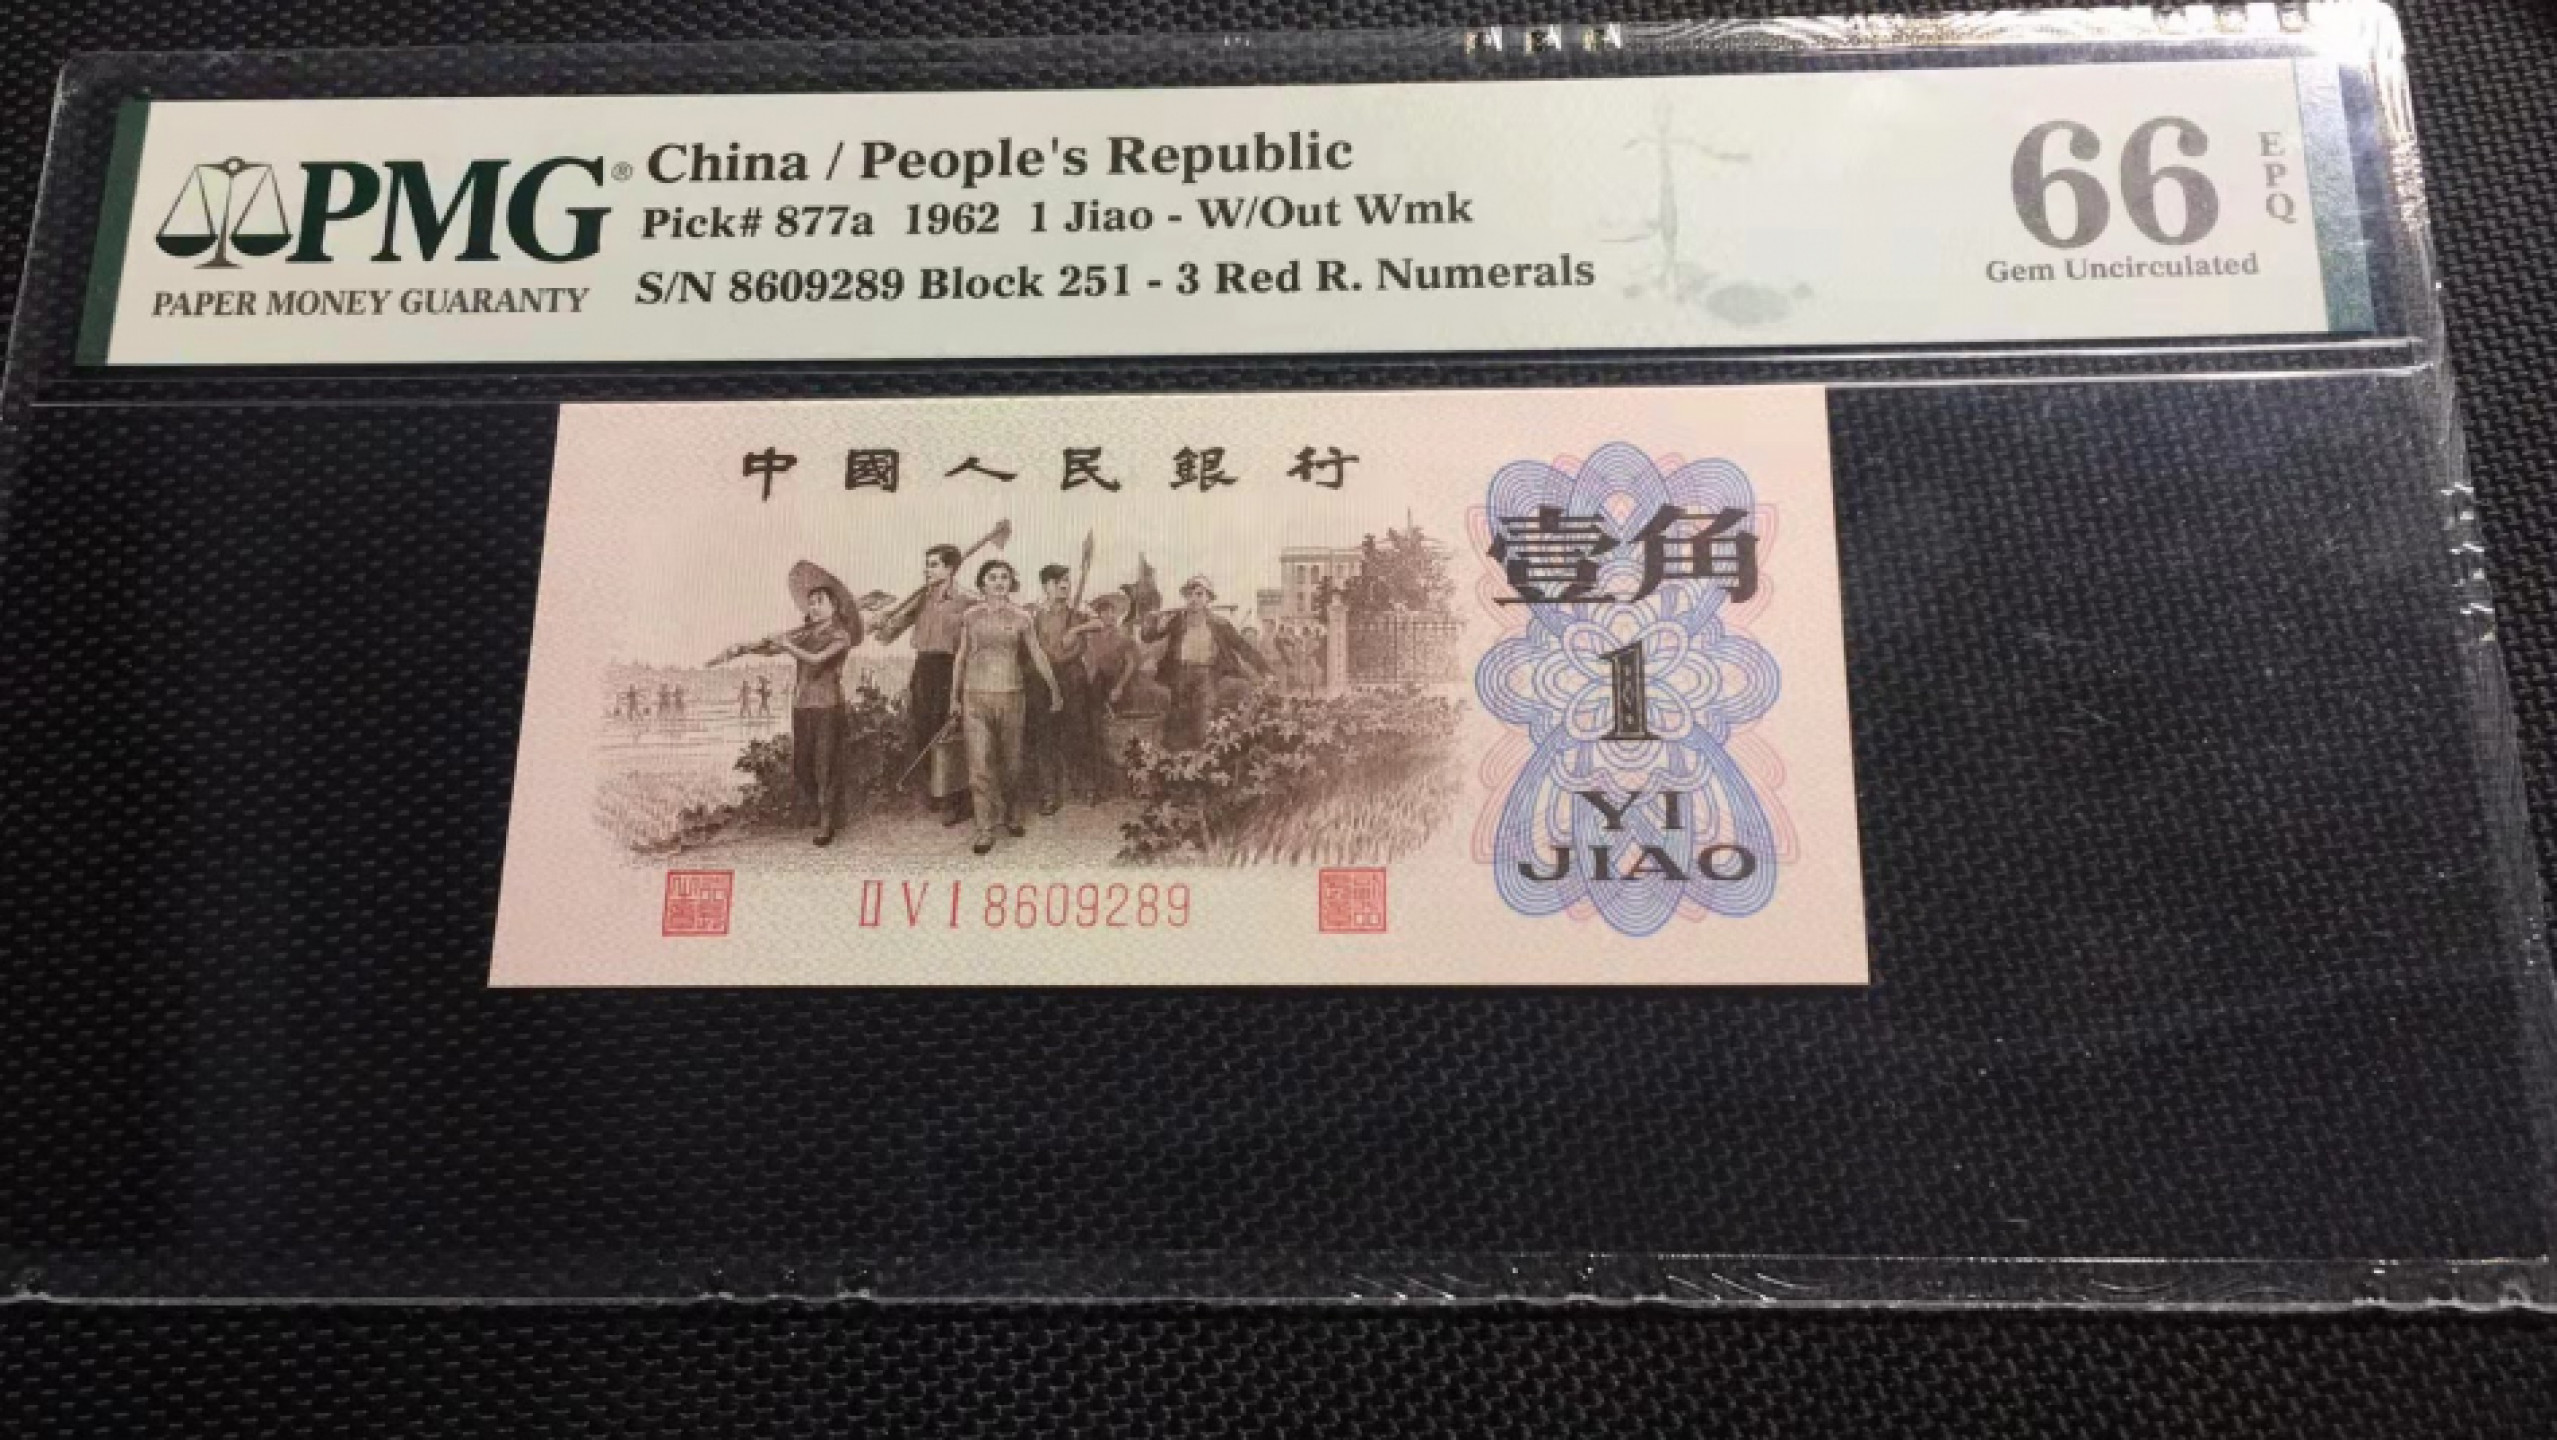 PMG®
PAPER MONEY GUARANTY
China / People's Republic
Pick# 877a 1962 1 Jiao - W/Out Wmk
S/N 8609289 Block 251 - 3 Red R. Numerals
66
EPQ
Gem Uncirculated
中國人民銀行
壹角
1
YI
JIAO
II V I 8609289